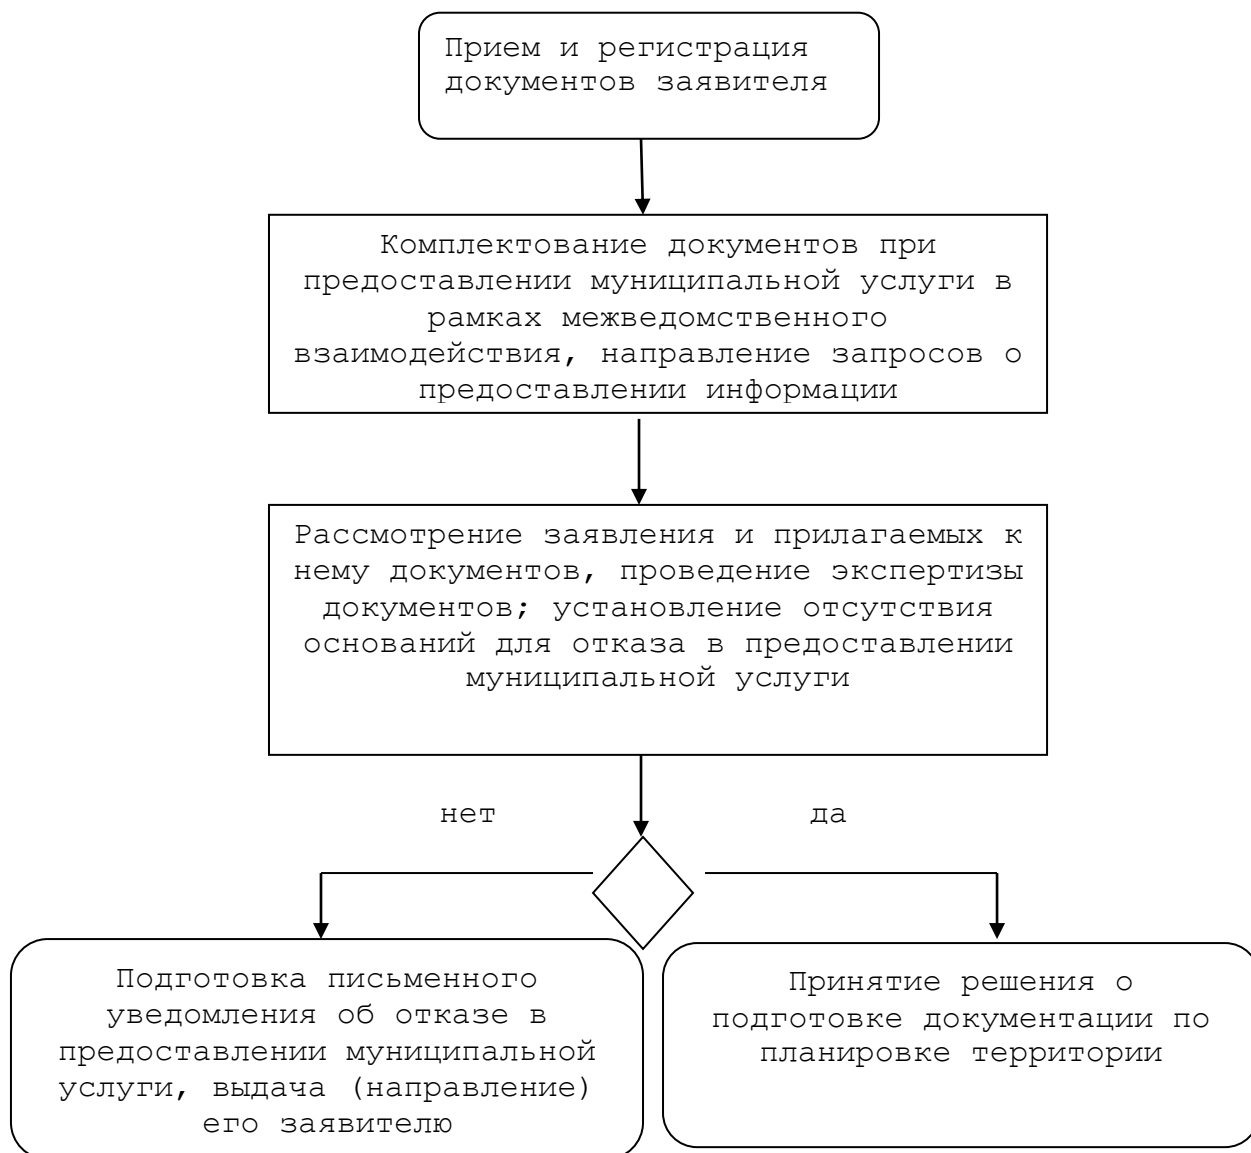 Прием и регистрация
документов заявителя
Комплектование документов при
предоставлении муниципальной услуги в
рамках межведомственного
взаимодействия, направление запросов о
предоставлении информации
Рассмотрение заявления и прилагаемых к
нему документов, проведение экспертизы
документов; установление отсутствия
оснований для отказа в предоставлении
муниципальной услуги
нет
да
Подготовка письменного
уведомления об отказе в
предоставлении муниципальной
услуги, выдача (направление)
его заявителю
Принятие решения о
подготовке документации по
планировке территории